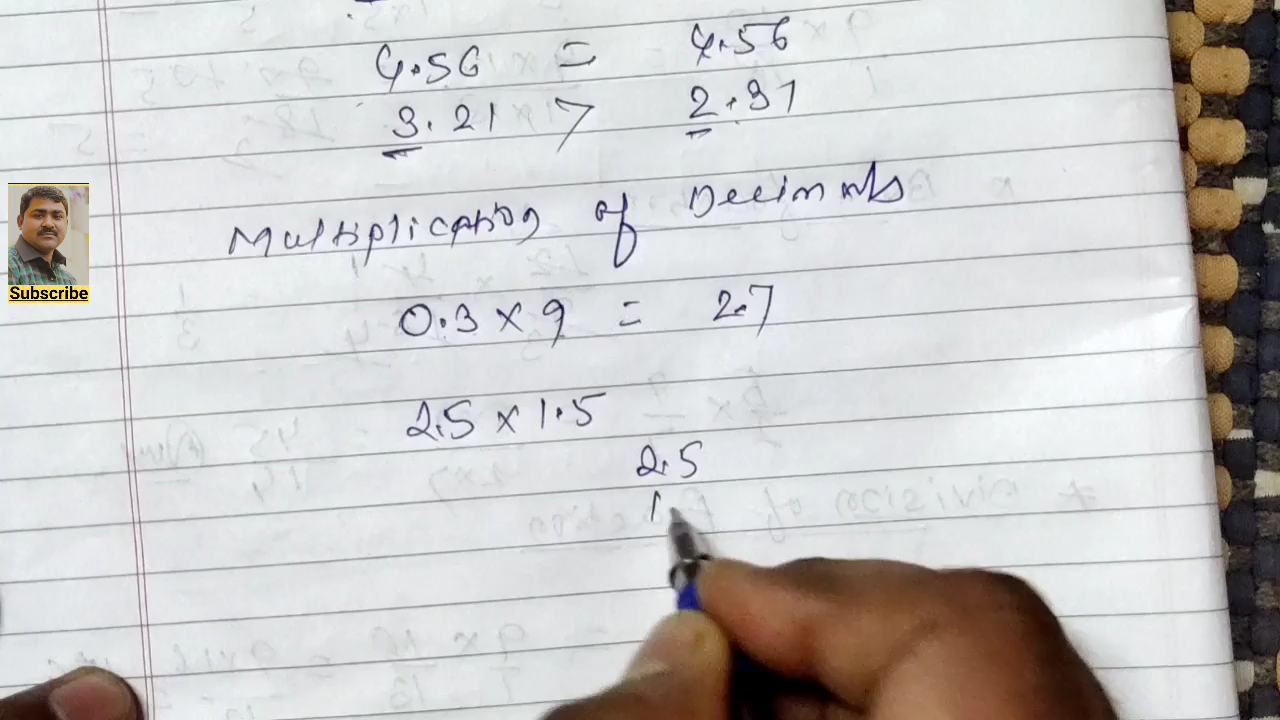 4.56 = 4.56
3.21 > 2.31
Multiplication of Decimals
0.3 × 9 = 2.7
2.5 × 1.5
2.5
1
Subscribe